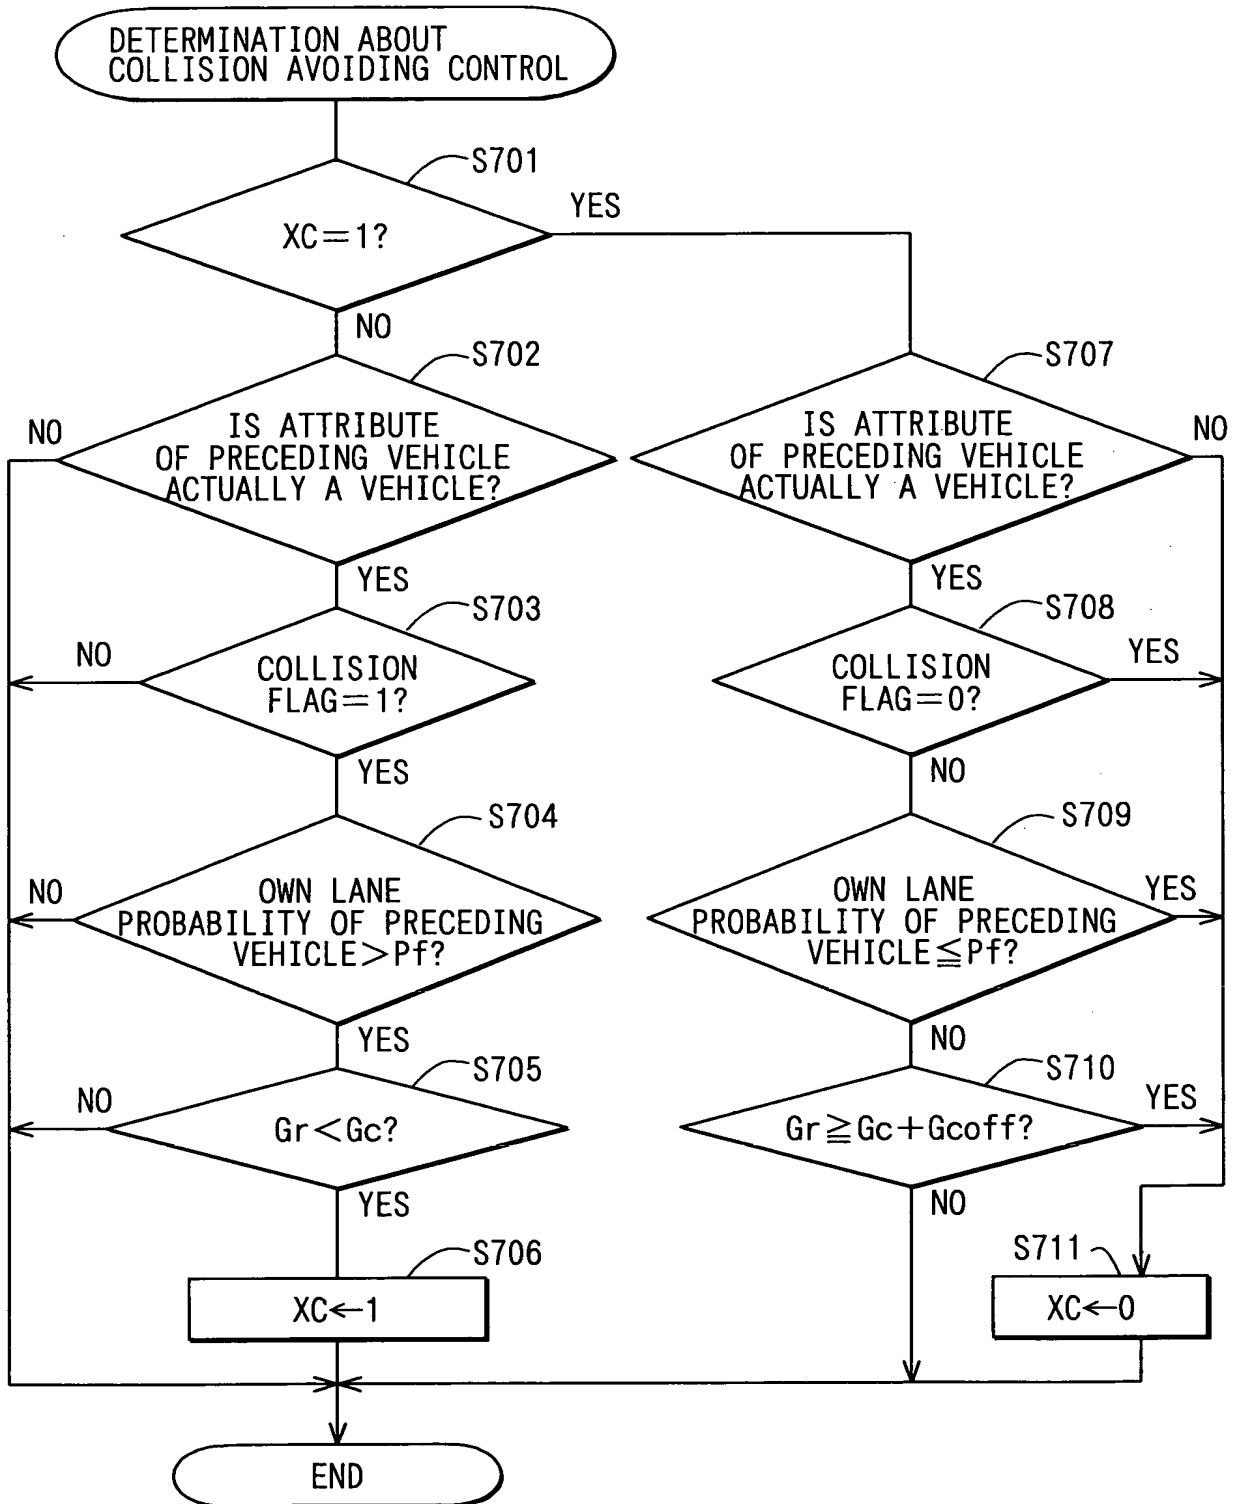 DETERMINATION ABOUT
COLLISION AVOIDING CONTROL
S701
XC=1?
YES
NO
S702
IS ATTRIBUTE
OF PRECEDING VEHICLE
ACTUALLY A VEHICLE?
NO
YES
S703
COLLISION
FLAG=1?
NO
YES
S704
OWN LANE
PROBABILITY OF PRECEDING
VEHICLE>Pf?
NO
YES
S705
Gr<Gc?
NO
YES
S706
XC←1
S707
IS ATTRIBUTE
OF PRECEDING VEHICLE
ACTUALLY A VEHICLE?
NO
YES
S708
COLLISION
FLAG=0?
YES
NO
S709
OWN LANE
PROBABILITY OF PRECEDING
VEHICLE≦Pf?
YES
NO
S710
Gr≧Gc+Gcoff?
YES
NO
S711
XC←0
END